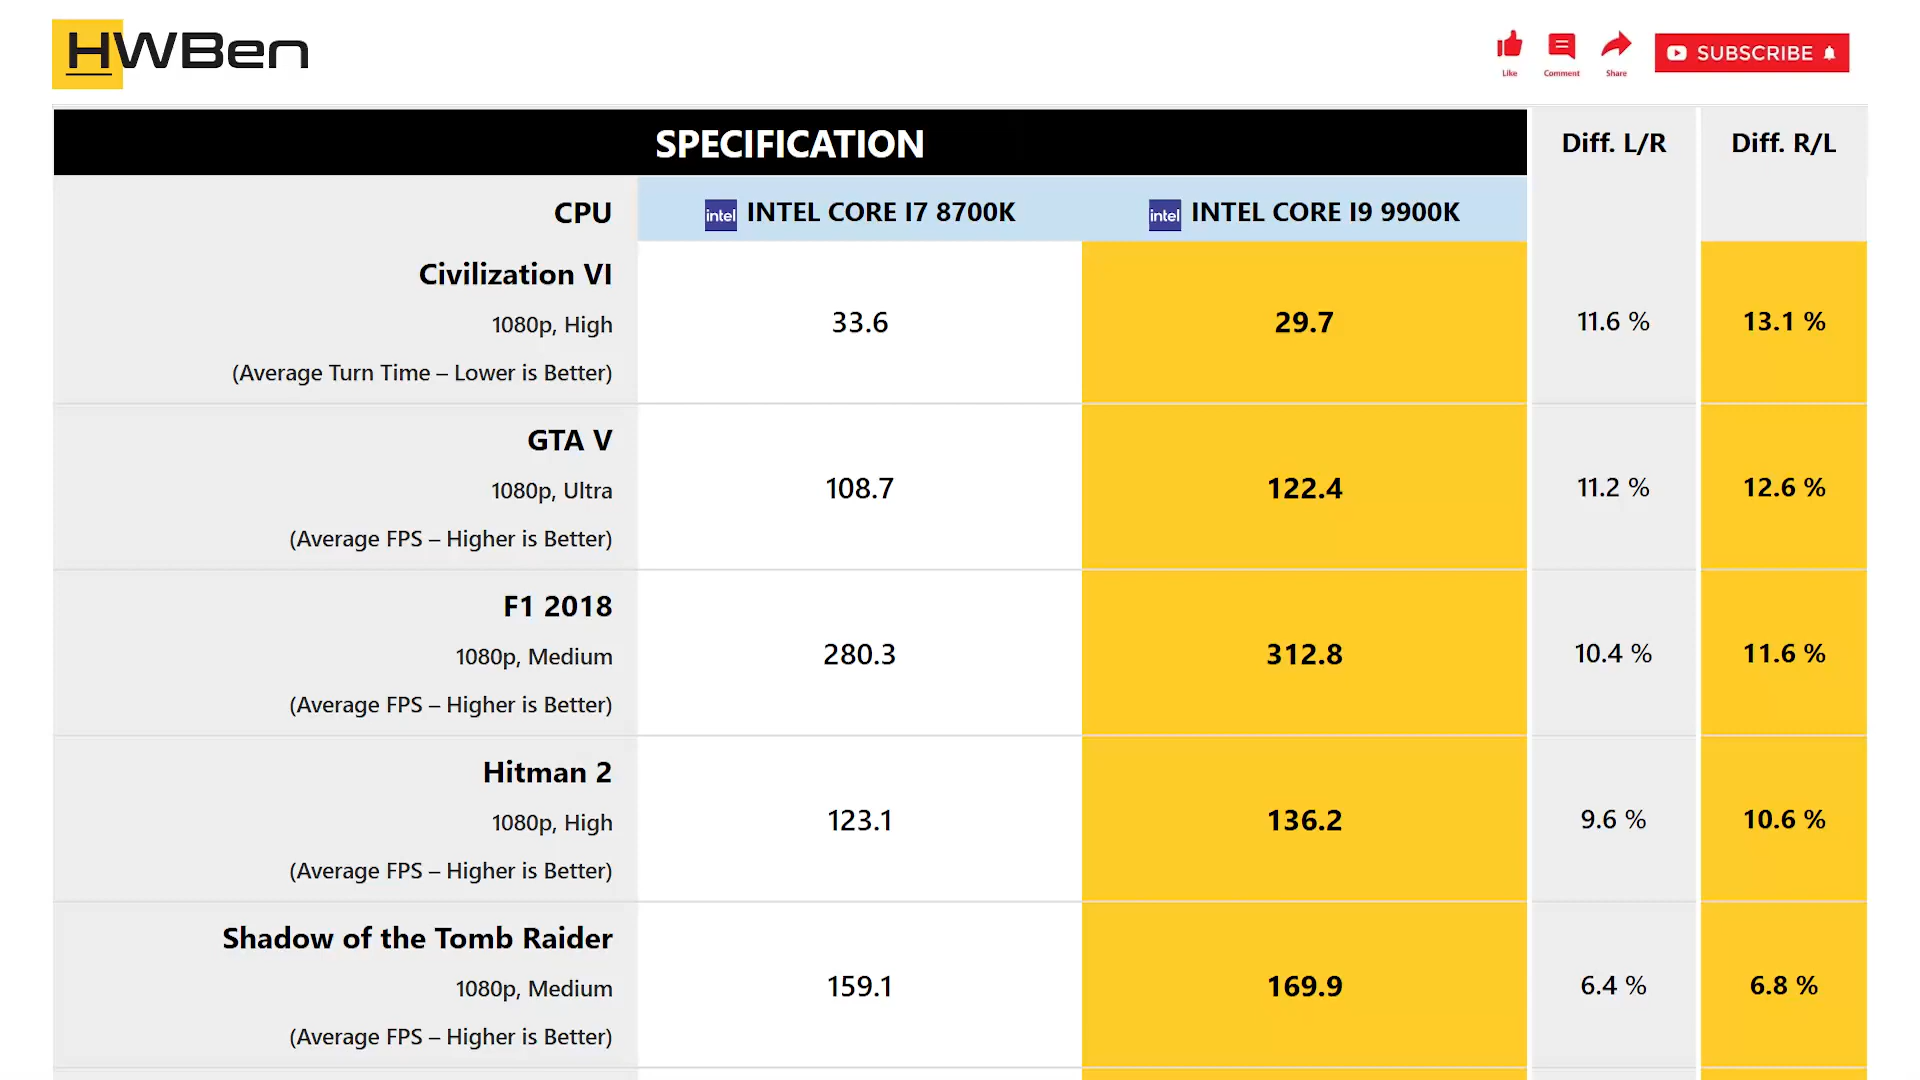 HWBen
Like
Comment
Share
SUBSCRIBE
SPECIFICATION
Diff. L/R
Diff. R/L
CPU
intel INTEL CORE I7 8700K
intel INTEL CORE I9 9900K
Civilization VI
1080p, High
(Average Turn Time – Lower is Better)
33.6
29.7
11.6 %
13.1 %
GTA V
1080p, Ultra
(Average FPS – Higher is Better)
108.7
122.4
11.2 %
12.6 %
F1 2018
1080p, Medium
(Average FPS – Higher is Better)
280.3
312.8
10.4 %
11.6 %
Hitman 2
1080p, High
(Average FPS – Higher is Better)
123.1
136.2
9.6 %
10.6 %
Shadow of the Tomb Raider
1080p, Medium
(Average FPS – Higher is Better)
159.1
169.9
6.4 %
6.8 %